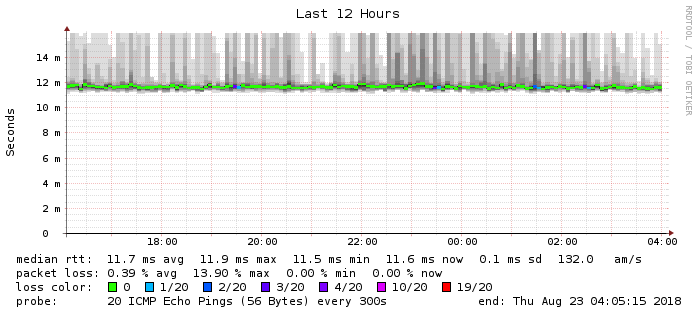 Last 12 Hours
RRDTOOL / TOBI OETIKER
Seconds
14 m
12 m
10 m
8 m
6 m
4 m
2 m
0
18:00 20:00 22:00 00:00 02:00 04:00
median rtt: 11.7 ms avg 11.9 ms max 11.5 ms min 11.6 ms now 0.1 ms sd 132.0 am/s
packet loss: 0.39 % avg 13.90 % max 0.00 % min 0.00 % now
loss color: 0 1/20 2/20 3/20 4/20 10/20 19/20
probe: 20 ICMP Echo Pings (56 Bytes) every 300s end: Thu Aug 23 04:05:15 2018